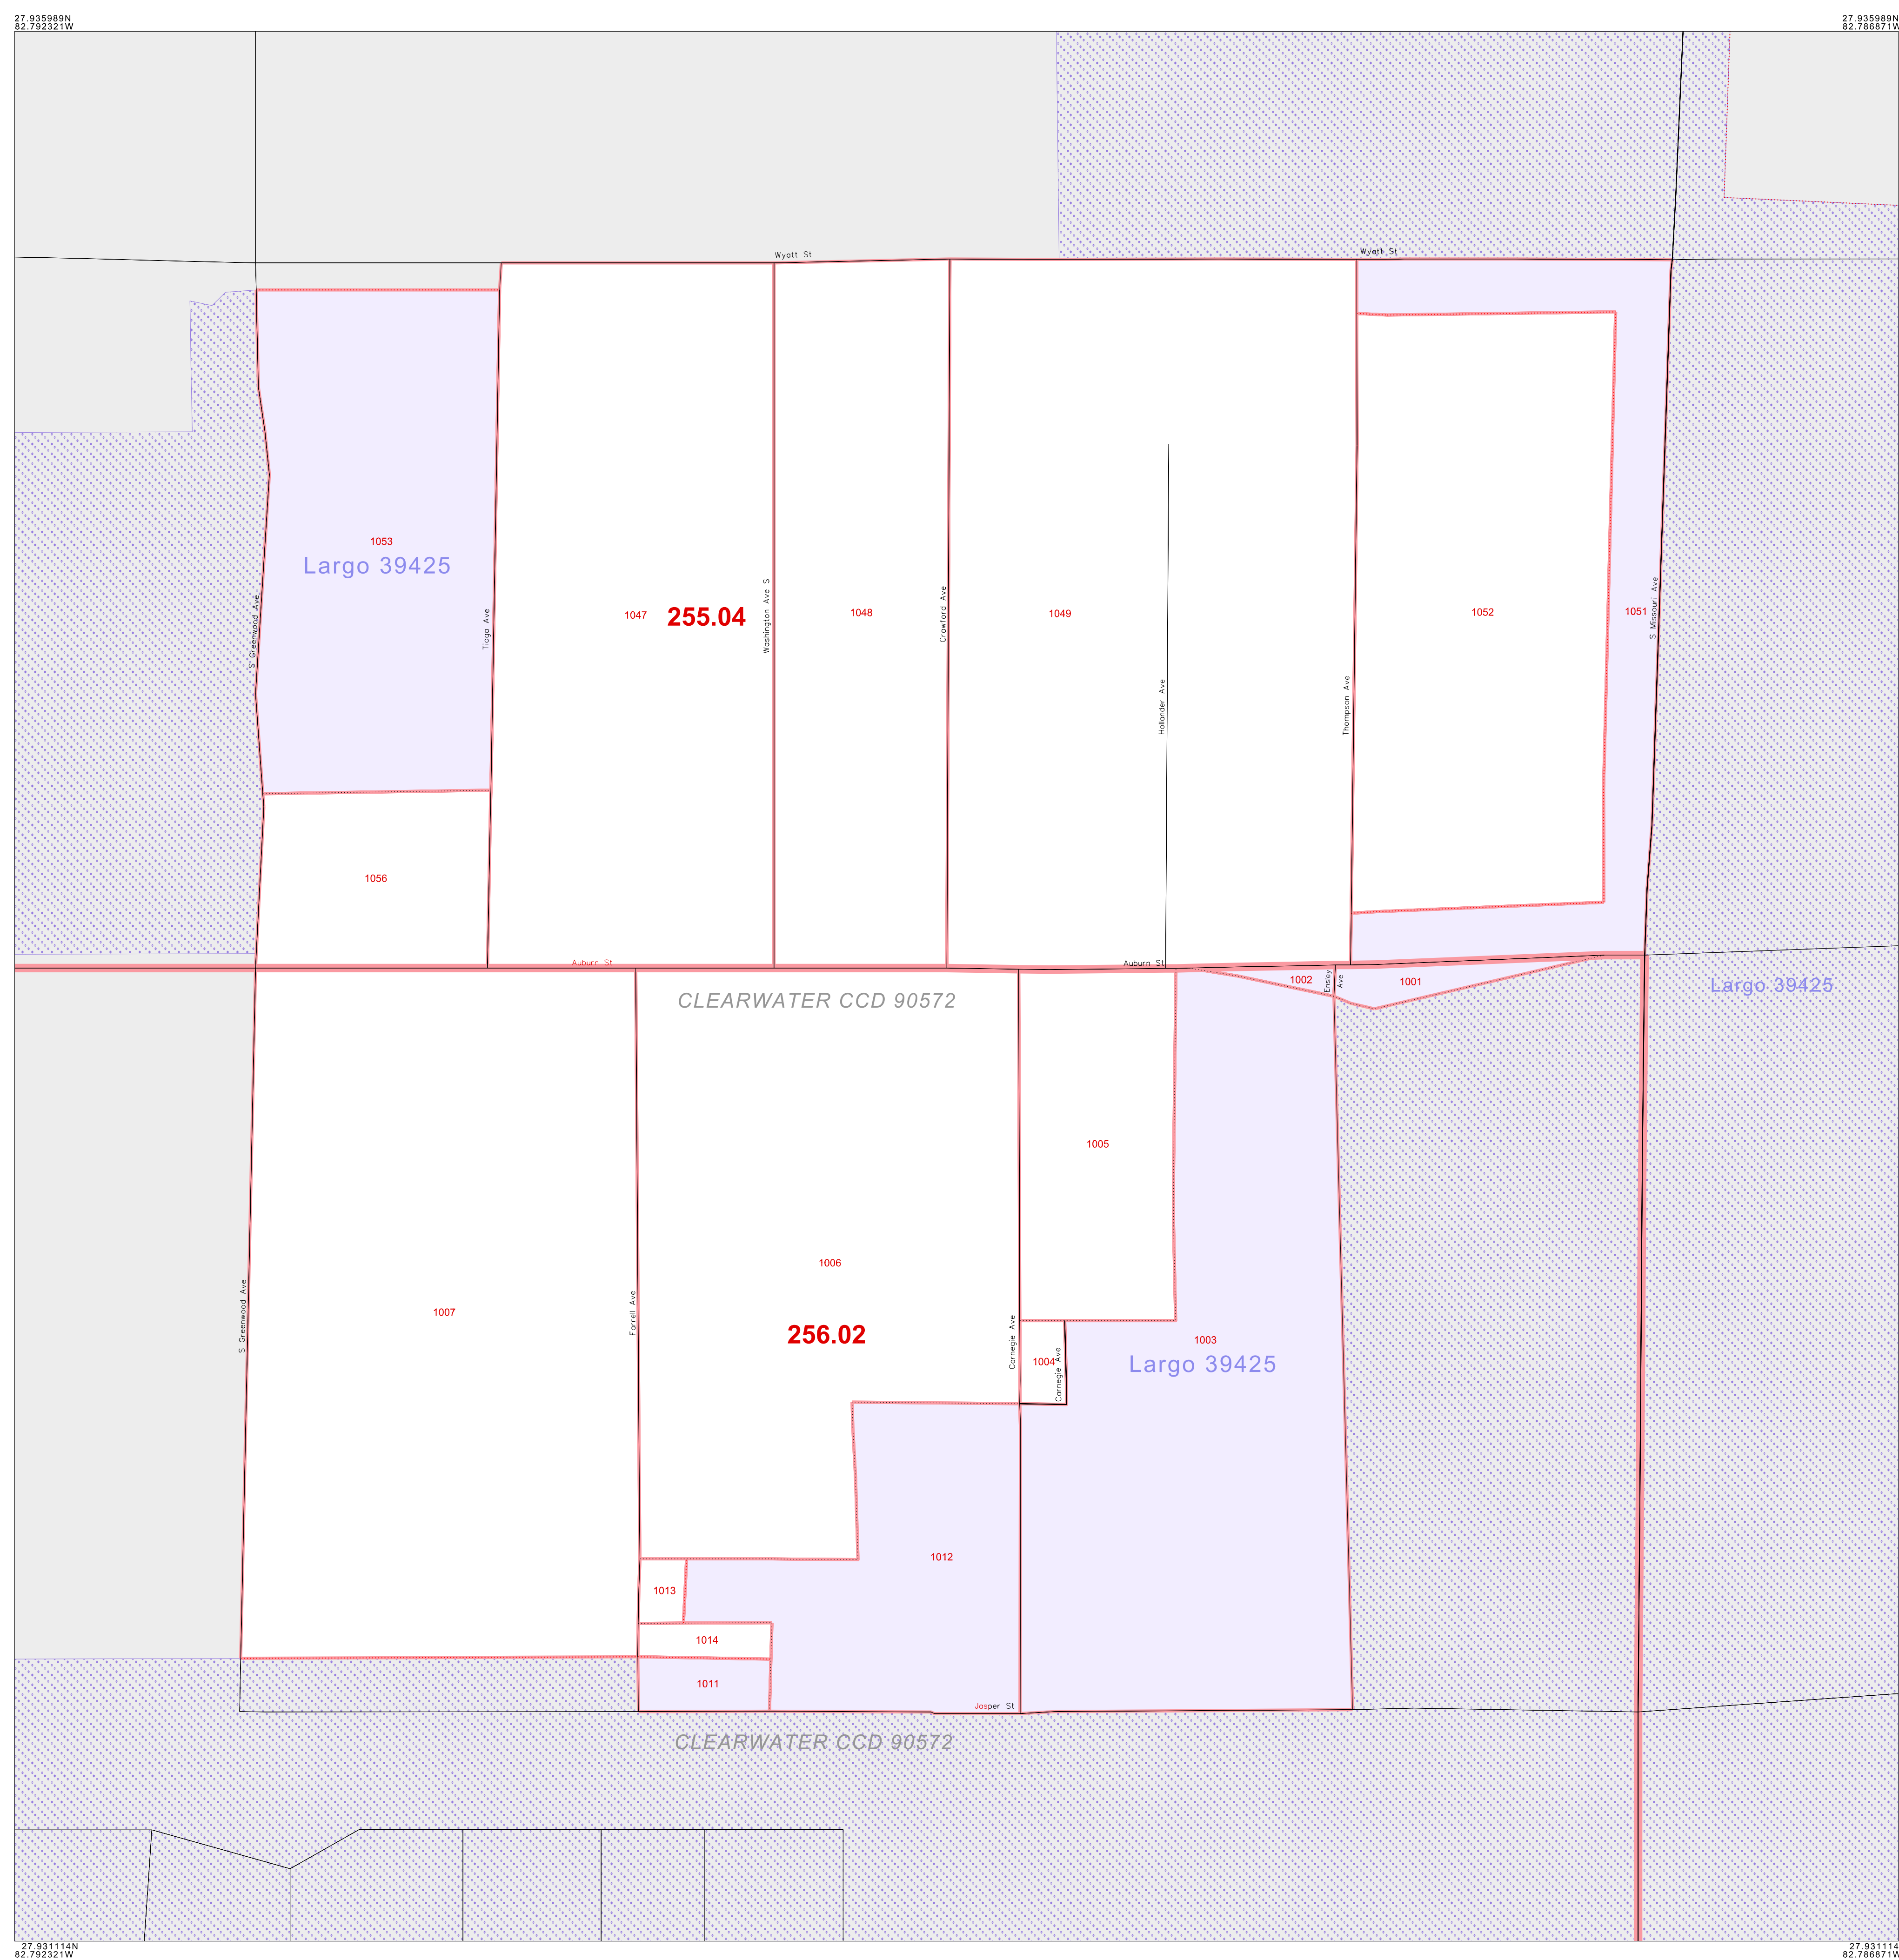 27.935989N
82.792321W
27.935989N
82.786871W
Wyatt St
Wyatt St
1053
Largo 39425
S Greenwood Ave
Tioga Ave
1047
255.04
Washington Ave S
1048
Crawford Ave
1049
Hollander Ave
Thompson Ave
1052
1051
S Missouri Ave
1056
Auburn St
Auburn St
CLEARWATER CCD 90572
1002
Ensley
Ave
1001
Largo 39425
1005
1006
1007
S Greenwood Ave
Farrell Ave
256.02
Carnegie Ave
1004
Carnegie Ave
1003
Largo 39425
1012
1013
1014
1011
Jasper St
CLEARWATER CCD 90572
27.931114N
82.792321W
27.931114
82.786871W